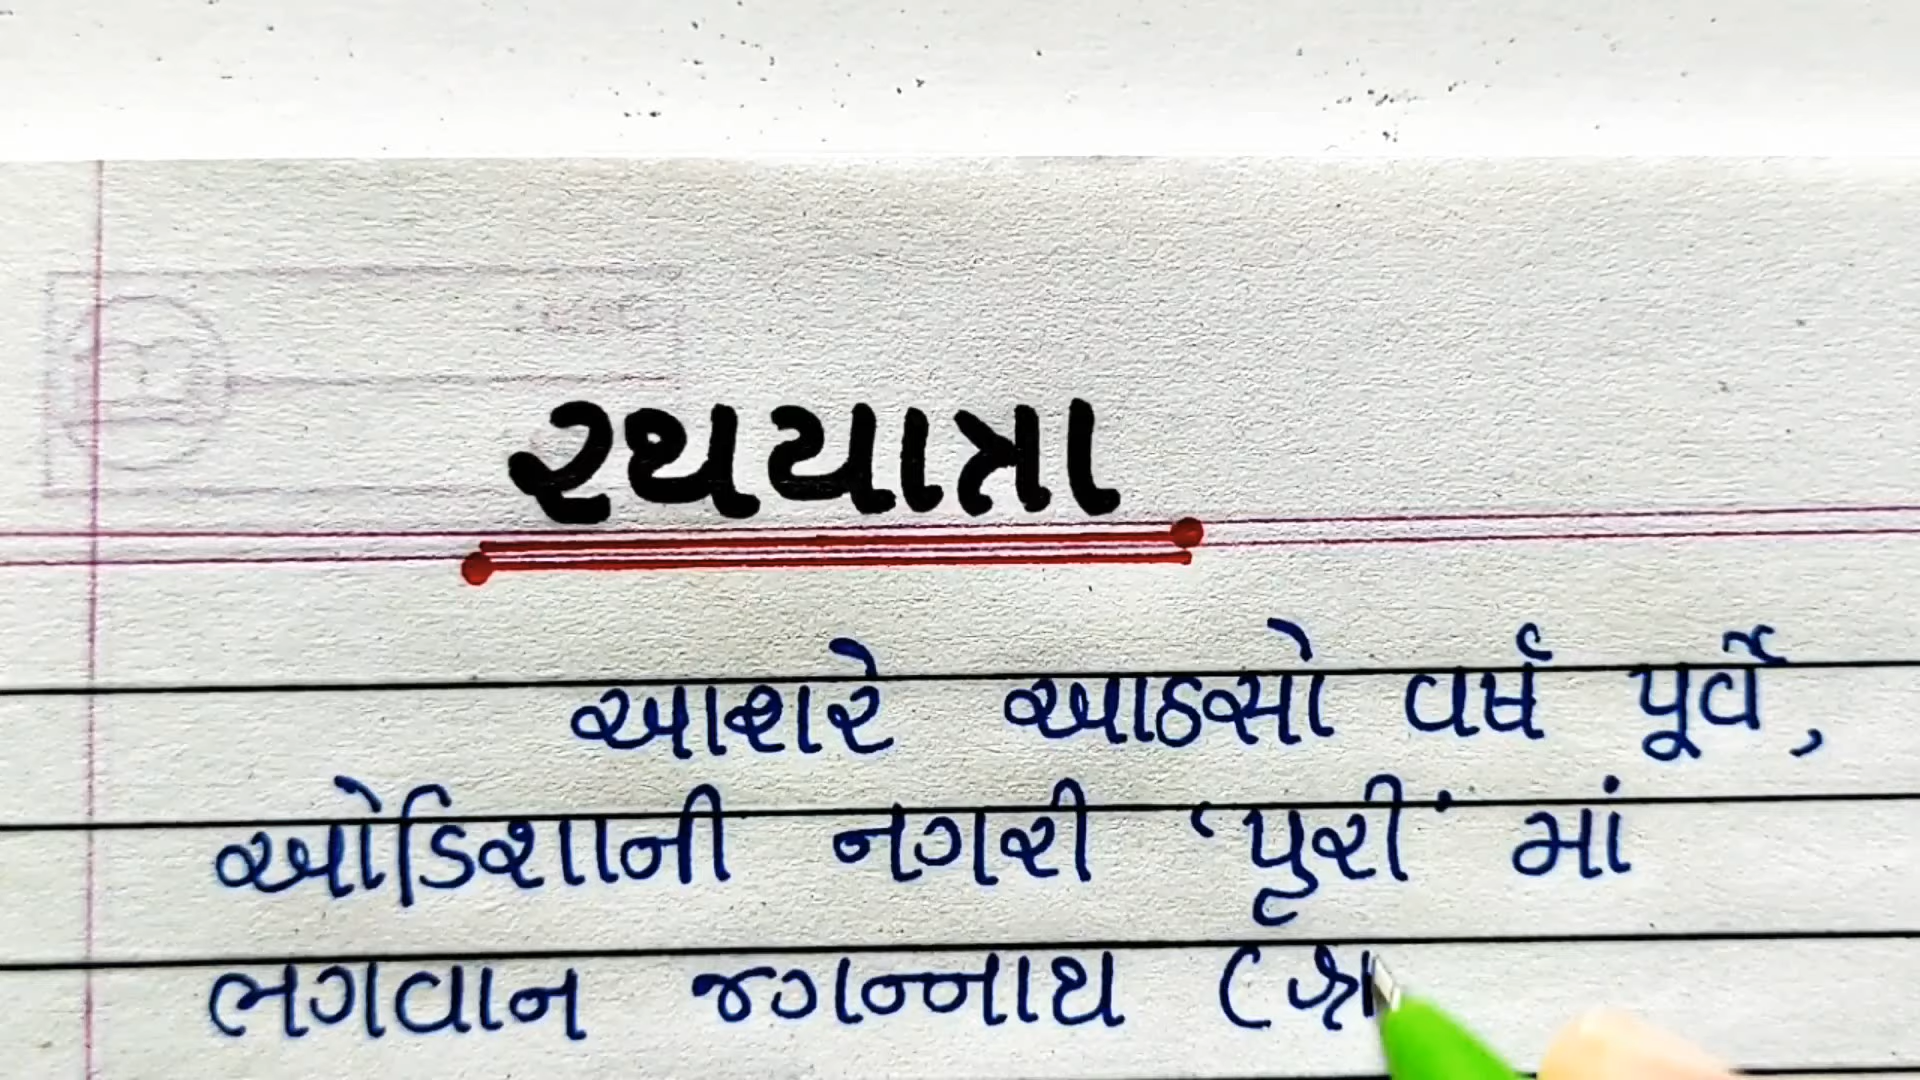 રથયાત્રા
આશરે આઠસો વર્ષ પૂર્વે,
ઓડિશાની નગરી 'પુરી' માં
ભગવાન જગન્નાથ (શ્રી